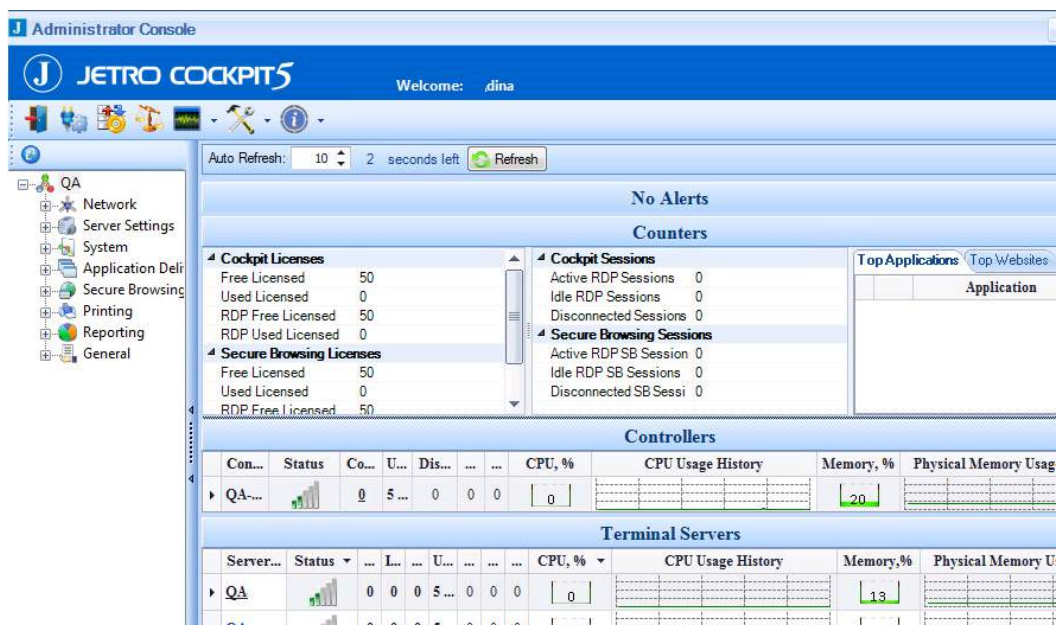 J Administrator Console
J JETRO COCKPIT5
Welcome: ,dina
Auto Refresh: 10 2 seconds left Refresh
QA
Network
Server Settings
System
Application Deli
Secure Browsing
Printing
Reporting
General
No Alerts
Counters
Cockpit Licenses
Free Licensed 50
Used Licensed 0
RDP Free Licensed 50
RDP Used Licensed 0
Secure Browsing Licenses
Free Licensed 50
Used Licensed 0
RDP Free Licensed 50
Cockpit Sessions
Active RDP Sessions 0
Idle RDP Sessions 0
Disconnected Sessions 0
Secure Browsing Sessions
Active RDP SB Session 0
Idle RDP SB Sessions 0
Disconnected SB Sessi 0
Top Applications Top Websites
Application
Controllers
Con... Status Co... U... Dis... ... ... CPU, % CPU Usage History Memory, % Physical Memory Usag
QA-... 0 5 ... 0 0 0 0 20
Terminal Servers
Server... Status ... L... ... U... ... ... ... CPU, % CPU Usage History Memory,% Physical Memory U
QA 0 0 0 5 ... 0 0 0 0 13